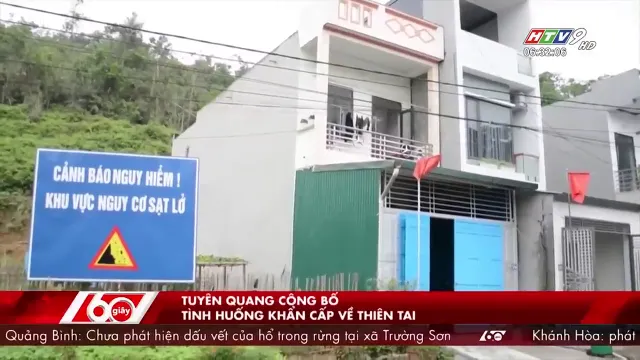 HTV9 HD
06:32:06
CẢNH BÁO NGUY HIỂM !
KHU VỰC NGUY CƠ SẠT LỞ
60 giây
TUYÊN QUANG CÔNG BỐ
TÌNH HUỐNG KHẨN CẤP VỀ THIÊN TAI
Quảng Bình: Chưa phát hiện dấu vết của hổ trong rừng tại xã Trường Sơn
60
Khánh Hòa: phát